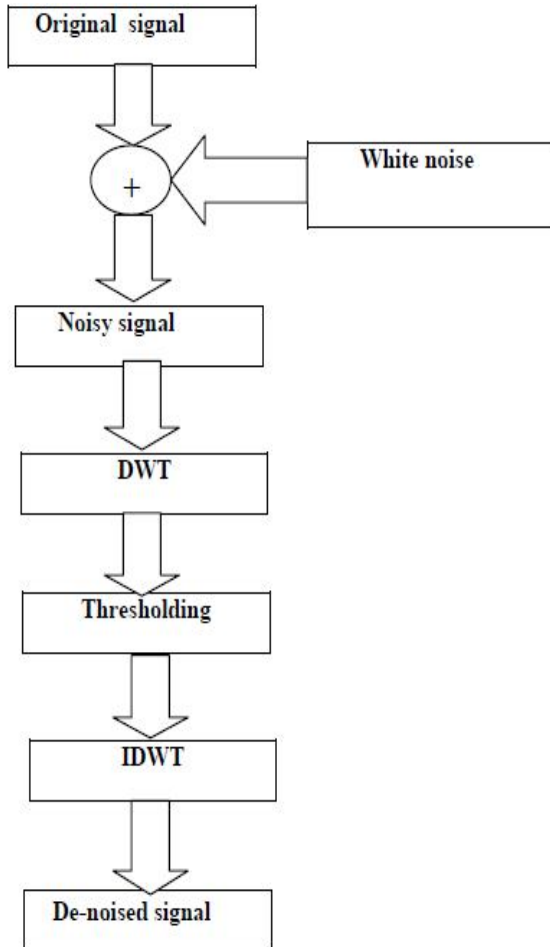 Original signal
+
White noise
Noisy signal
DWT
Thresholding
IDWT
De-noised signal